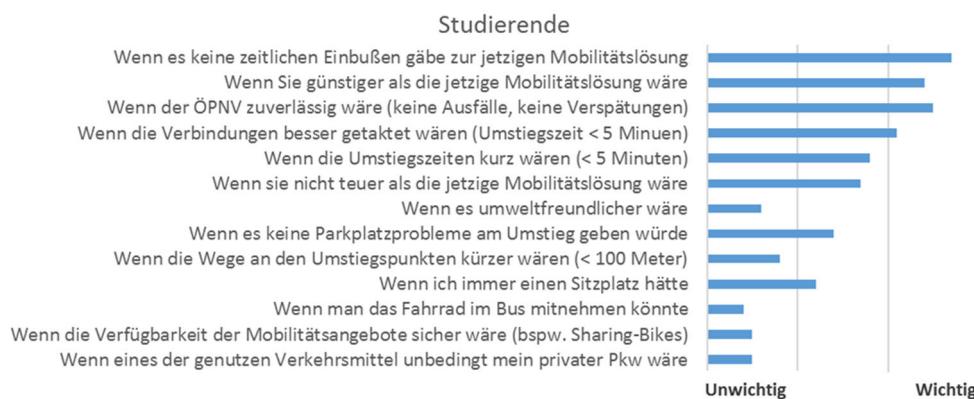 Studierende
Wenn es keine zeitlichen Einbußen gäbe zur jetzigen Mobilitätslösung
Wenn Sie günstiger als die jetzige Mobilitätslösung wäre
Wenn der ÖPNV zuverlässig wäre (keine Ausfälle, keine Verspätungen)
Wenn die Verbindungen besser getaktet wären (Umstiegszeit < 5 Minuen)
Wenn die Umstiegszeiten kurz wären (< 5 Minuten)
Wenn sie nicht teuer als die jetzige Mobilitätslösung wäre
Wenn es umweltfreundlicher wäre
Wenn es keine Parkplatzprobleme am Umstieg geben würde
Wenn die Wege an den Umstiegspunkten kürzer wären (< 100 Meter)
Wenn ich immer einen Sitzplatz hätte
Wenn man das Fahrrad im Bus mitnehmen könnte
Wenn die Verfügbarkeit der Mobilitätsangebote sicher wäre (bspw. Sharing-Bikes)
Wenn eines der genutzen Verkehrsmittel unbedingt mein privater Pkw wäre
Unwichtig Wichtig